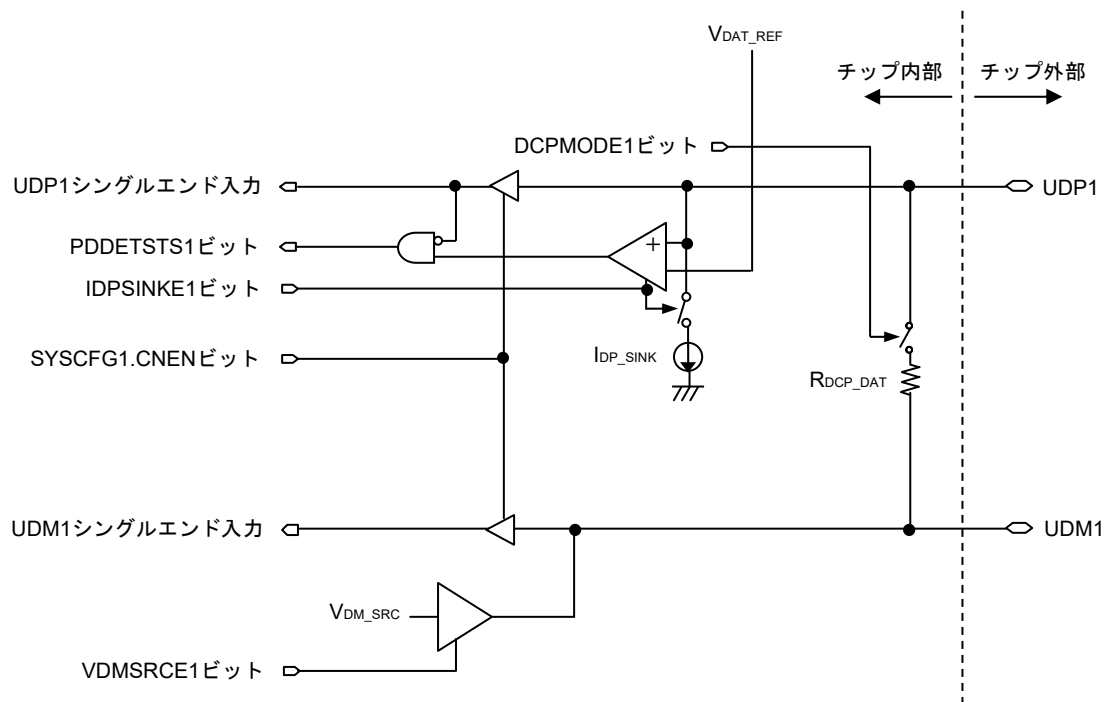 VDAT_REF
チップ内部
チップ外部
DCPMODE1ビット
UDP1シングルエンド入力
UDP1
PDDETSTS1ビット
+
IDPSINKE1ビット
SYSCFG1.CNENビット
IDP_SINK
RDCP_DAT
UDM1シングルエンド入力
UDM1
VDM_SRC
VDMSRCE1ビット